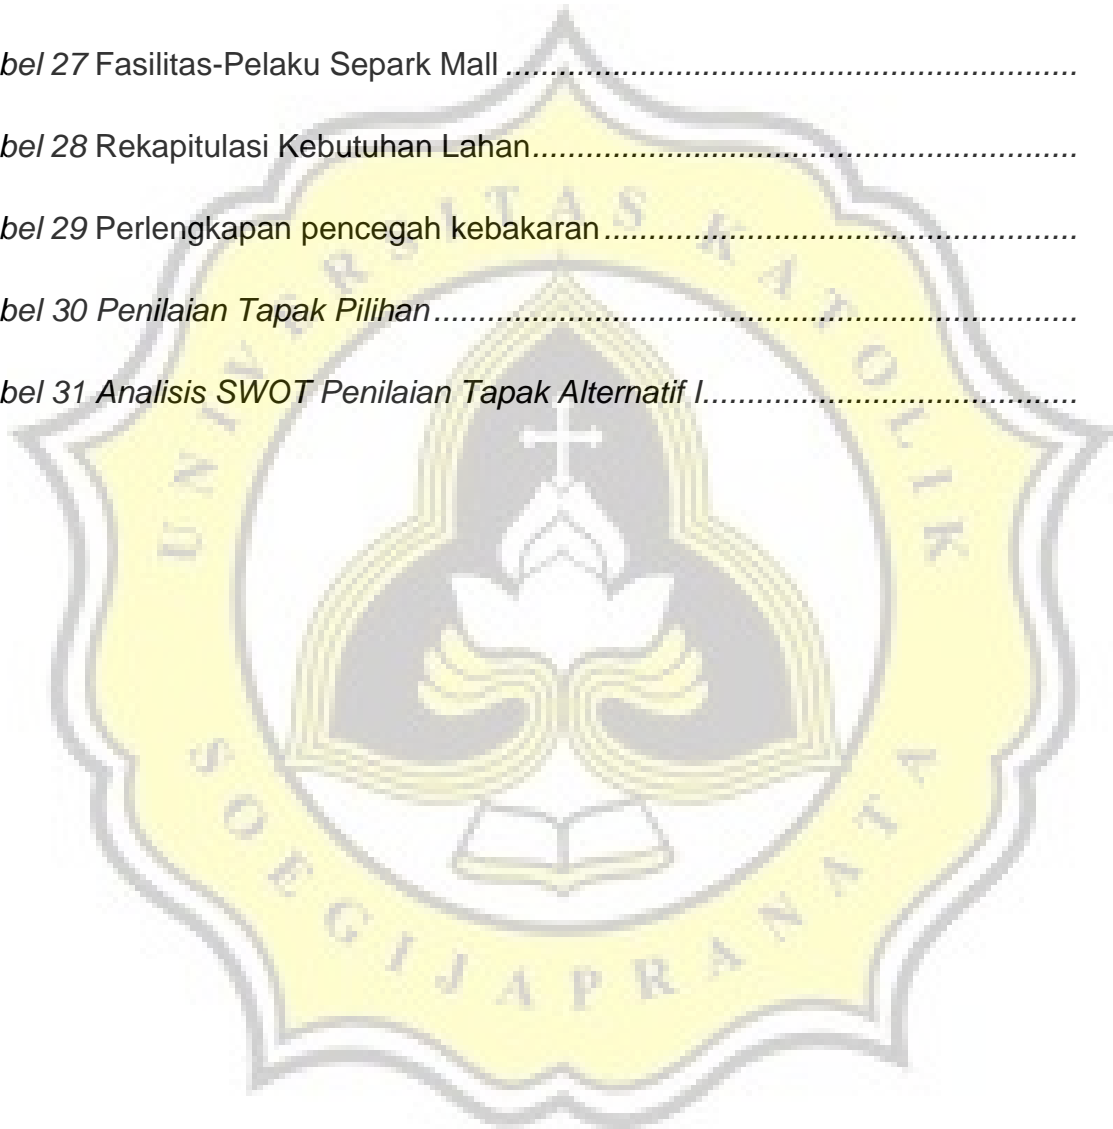 bel 27 Fasilitas-Pelaku Separk Mall ................................................................
bel 28 Rekapitulasi Kebutuhan Lahan..............................................................
bel 29 Perlengkapan pencegah kebakaran......................................................
bel 30 Penilaian Tapak Pilihan.........................................................................
bel 31 Analisis SWOT Penilaian Tapak Alternatif I..........................................
UNIVERSITAS KATOLIK
SOEGIJAPRANATA